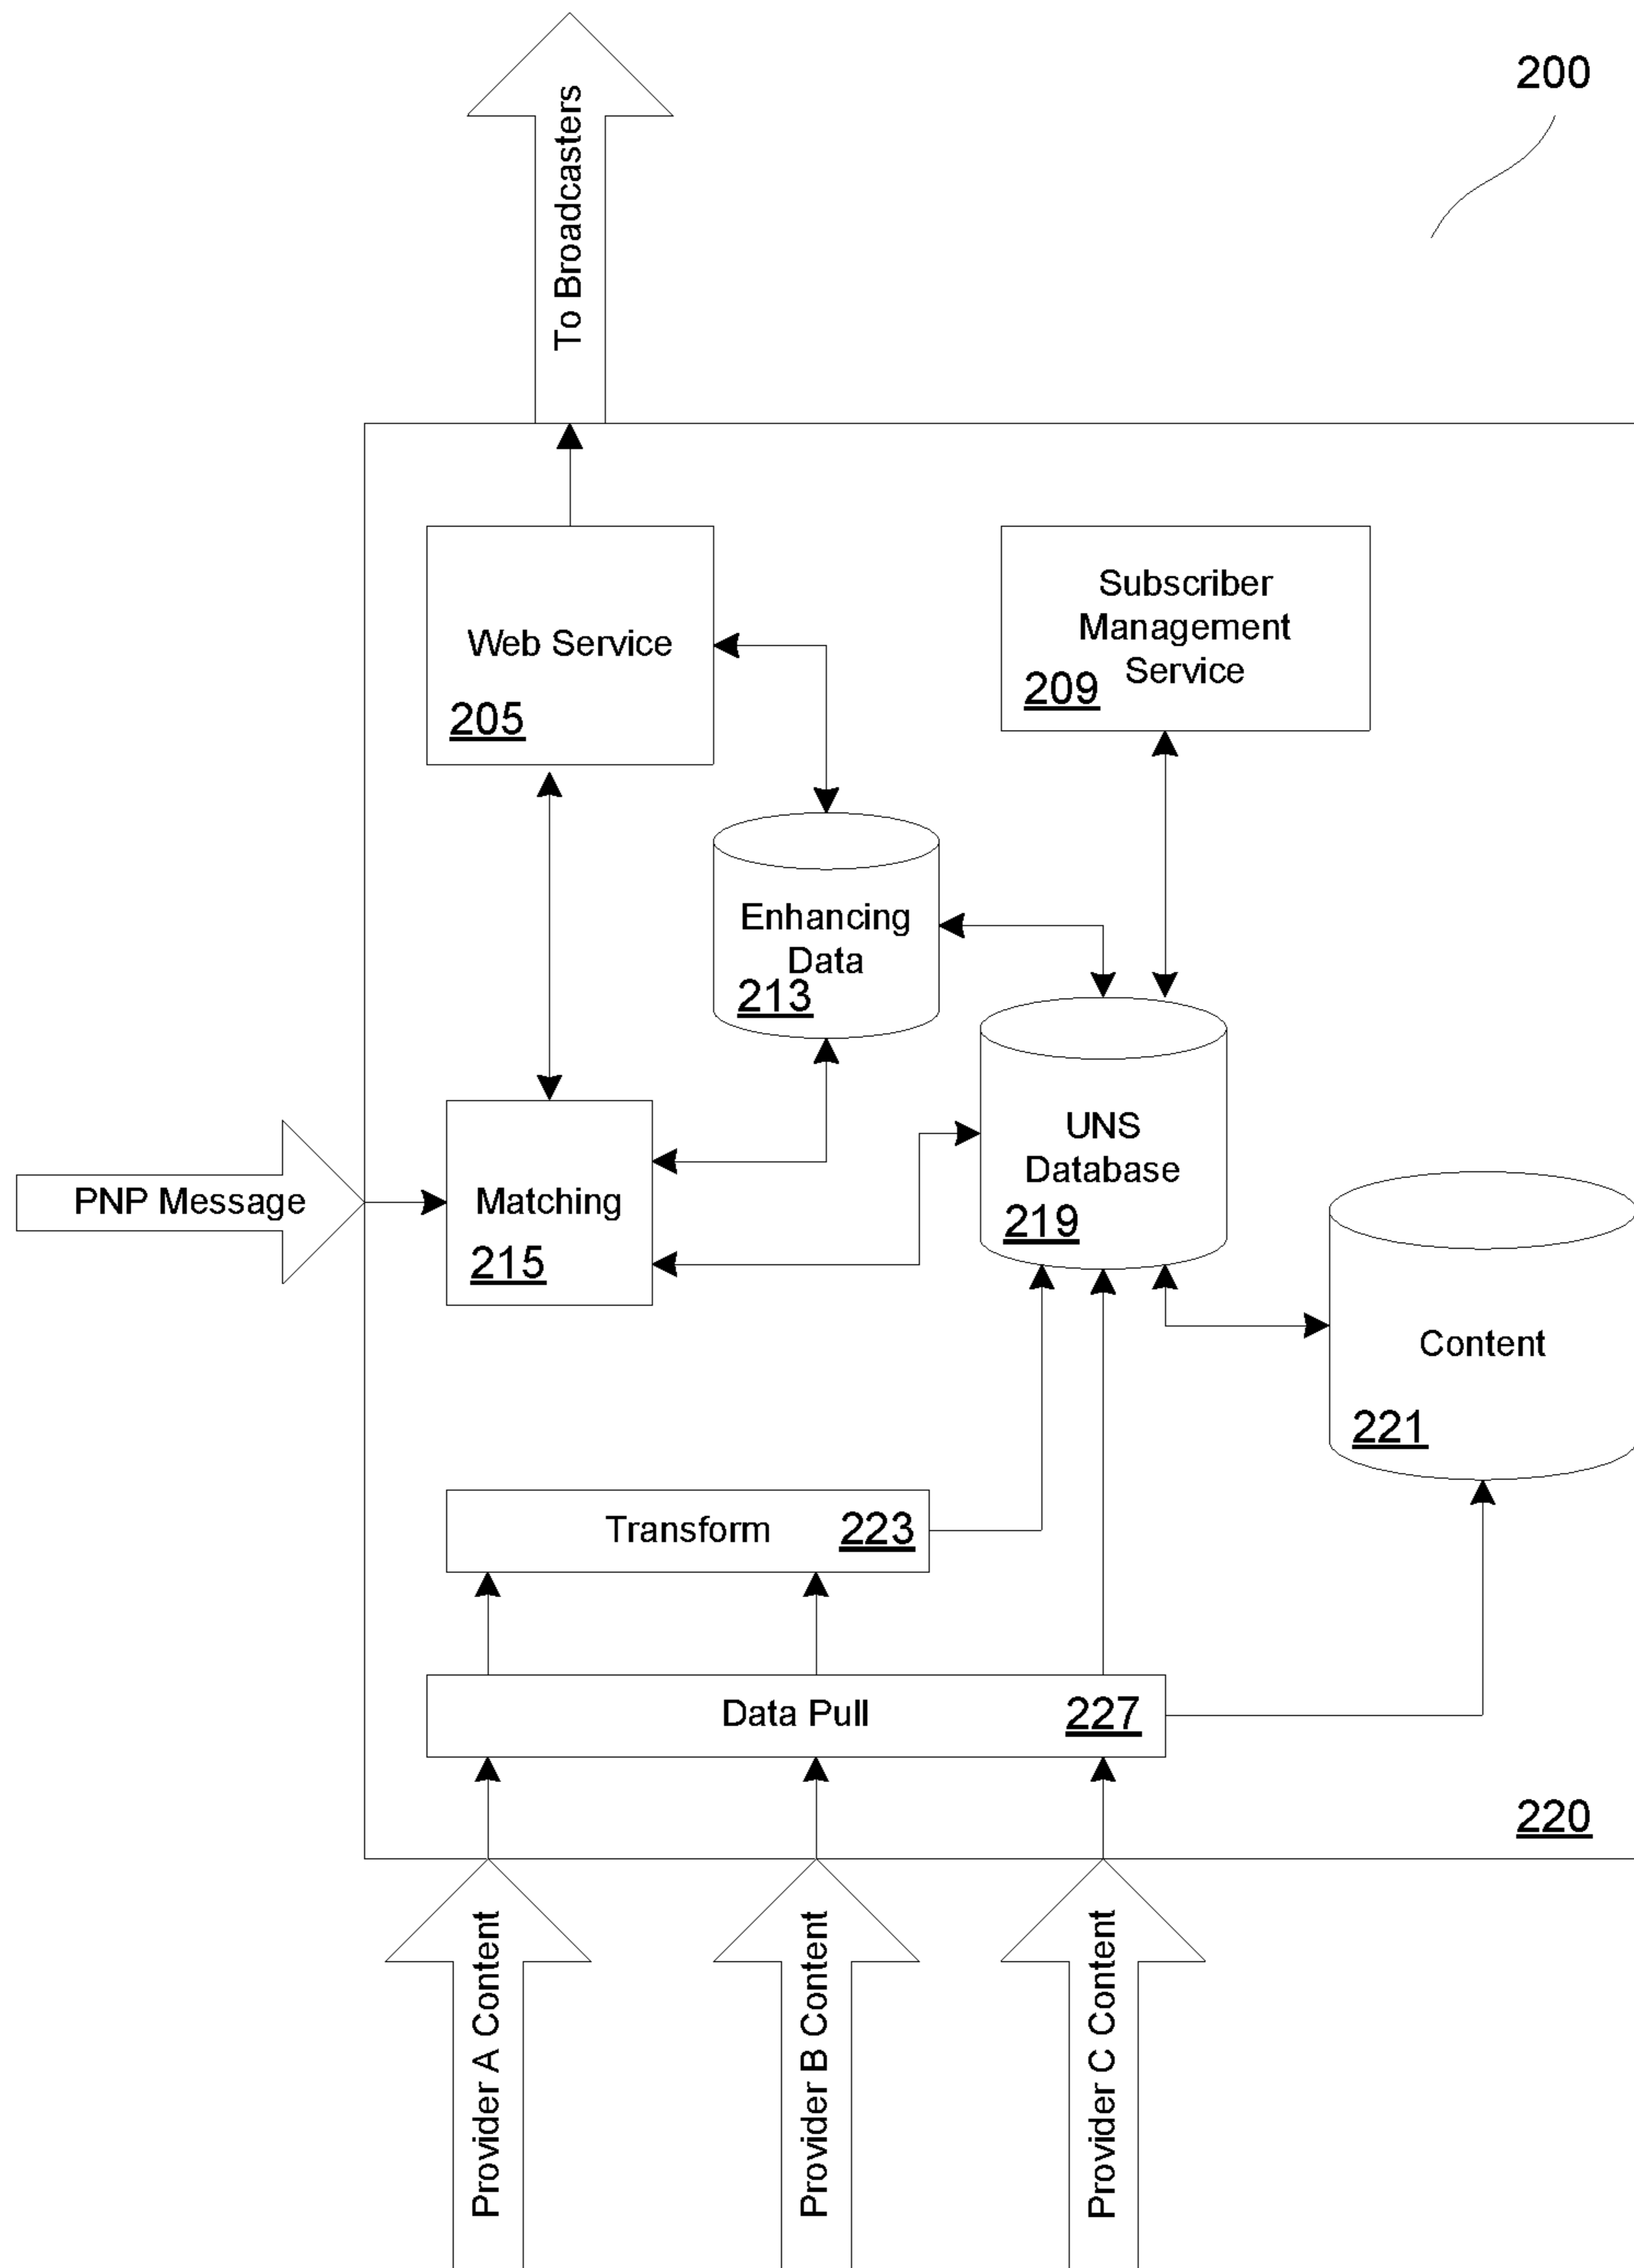 200
To Broadcasters
Web Service
205
Subscriber
Management
Service
209
Enhancing
Data
213
UNS
Database
219
PNP Message
Matching
215
Content
221
Transform
223
Data Pull
227
220
Provider A Content
Provider B Content
Provider C Content